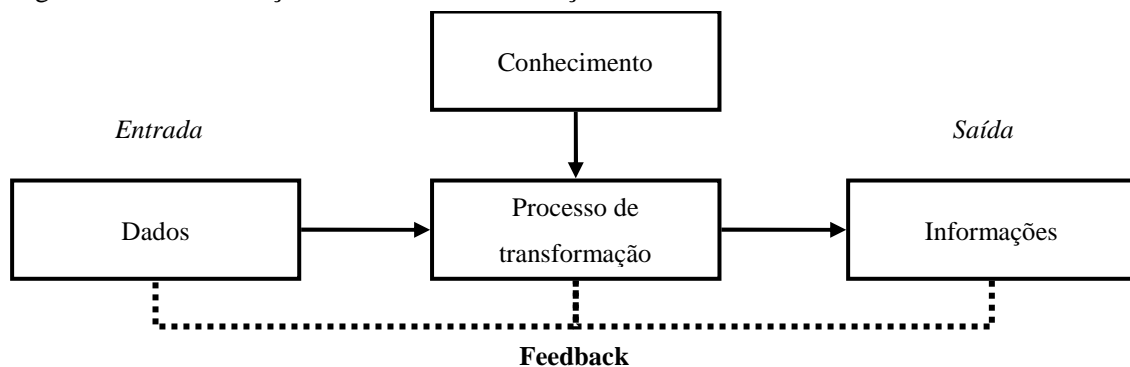 Conhecimento
Entrada
Saída
Dados
Processo de
transformação
Informações
Feedback